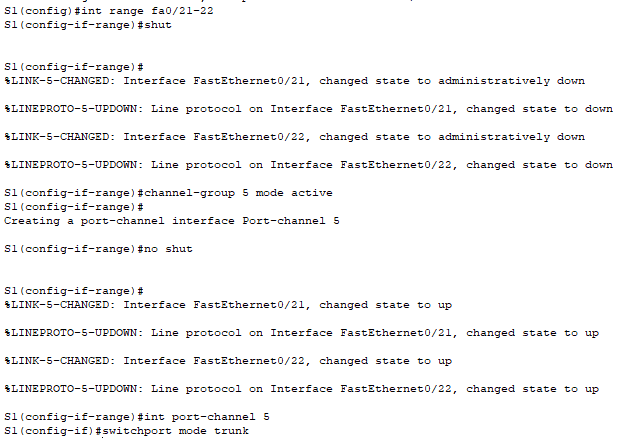 S1(config)#int range fa0/21-22
S1(config-if-range)#shut
S1(config-if-range)#
%LINK-5-CHANGED: Interface FastEthernet0/21, changed state to administratively down
%LINEPROTO-5-UPDOWN: Line protocol on Interface FastEthernet0/21, changed state to down
%LINK-5-CHANGED: Interface FastEthernet0/22, changed state to administratively down
%LINEPROTO-5-UPDOWN: Line protocol on Interface FastEthernet0/22, changed state to down
S1(config-if-range)#channel-group 5 mode active
S1(config-if-range)#
Creating a port-channel interface Port-channel 5
S1(config-if-range)#no shut
S1(config-if-range)#
%LINK-5-CHANGED: Interface FastEthernet0/21, changed state to up
%LINEPROTO-5-UPDOWN: Line protocol on Interface FastEthernet0/21, changed state to up
%LINK-5-CHANGED: Interface FastEthernet0/22, changed state to up
%LINEPROTO-5-UPDOWN: Line protocol on Interface FastEthernet0/22, changed state to up
S1(config-if-range)#int port-channel 5
S1(config-if)#switchport mode trunk